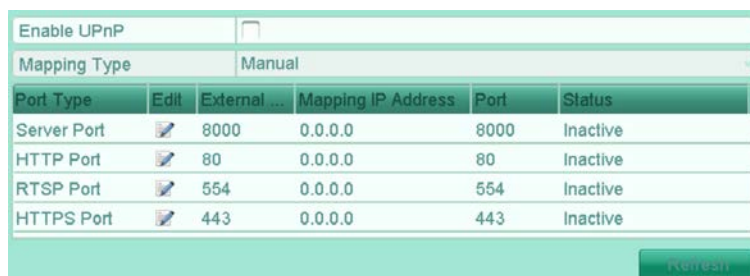 Enable UPnP
Mapping Type Manual
Port Type Edit External ... Mapping IP Address Port Status
Server Port 8000 0.0.0.0 8000 Inactive
HTTP Port 80 0.0.0.0 80 Inactive
RTSP Port 554 0.0.0.0 554 Inactive
HTTPS Port 443 0.0.0.0 443 Inactive
Refresh